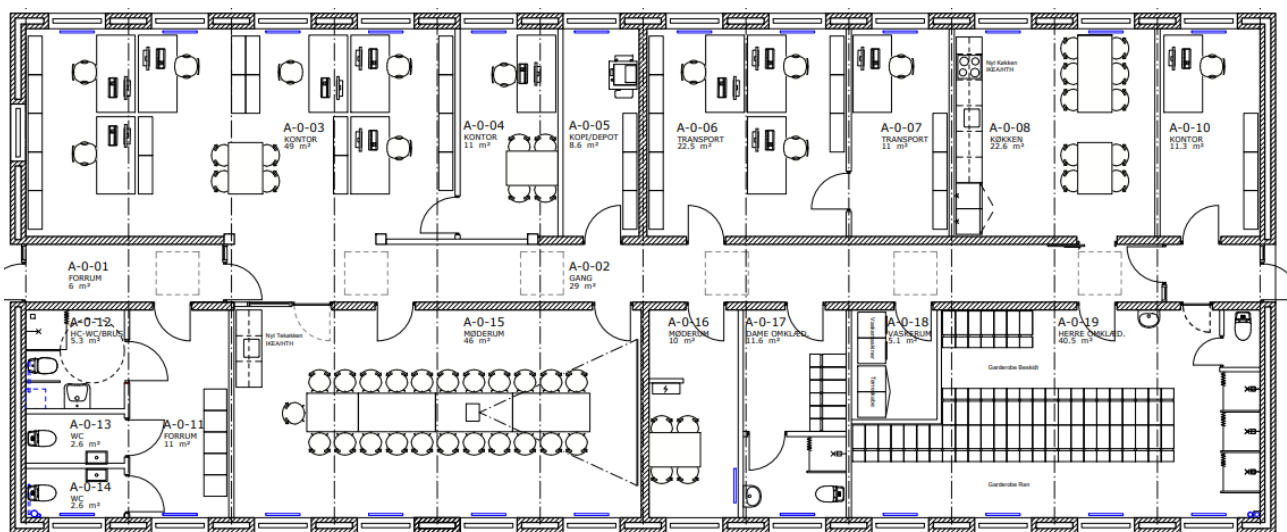 A-0-03
KONTOR
49 m²
A-0-04
KONTOR
11 m²
A-0-05
KOPI/DEPOT
8.6 m²
A-0-06
TRANSPORT
22.5 m²
A-0-07
TRANSPORT
11 m²
Nyt Køkken
IKEA/HTH
A-0-08
KØKKEN
22.6 m²
A-0-10
KONTOR
11.3 m²
A-0-01
FORRUM
6 m²
A-0-02
GANG
29 m²
A-0-12
HC-WC/BRUS
5.3 m²
Nyt Tekøkken
IKEA/HTH
A-0-15
MØDERUM
46 m²
A-0-16
MØDERUM
10 m²
A-0-17
DAME OMKLÆD.
11.6 m²
Vaskemaskiner
Tørreskabe
A-0-18
VASKERUM
5.1 m²
A-0-19
HERRE OMKLÆD.
40.5 m²
Garderobe Beskidt
A-0-13
WC
2.6 m²
A-0-11
FORRUM
11 m²
A-0-14
WC
2.6 m²
Garderobe Ren